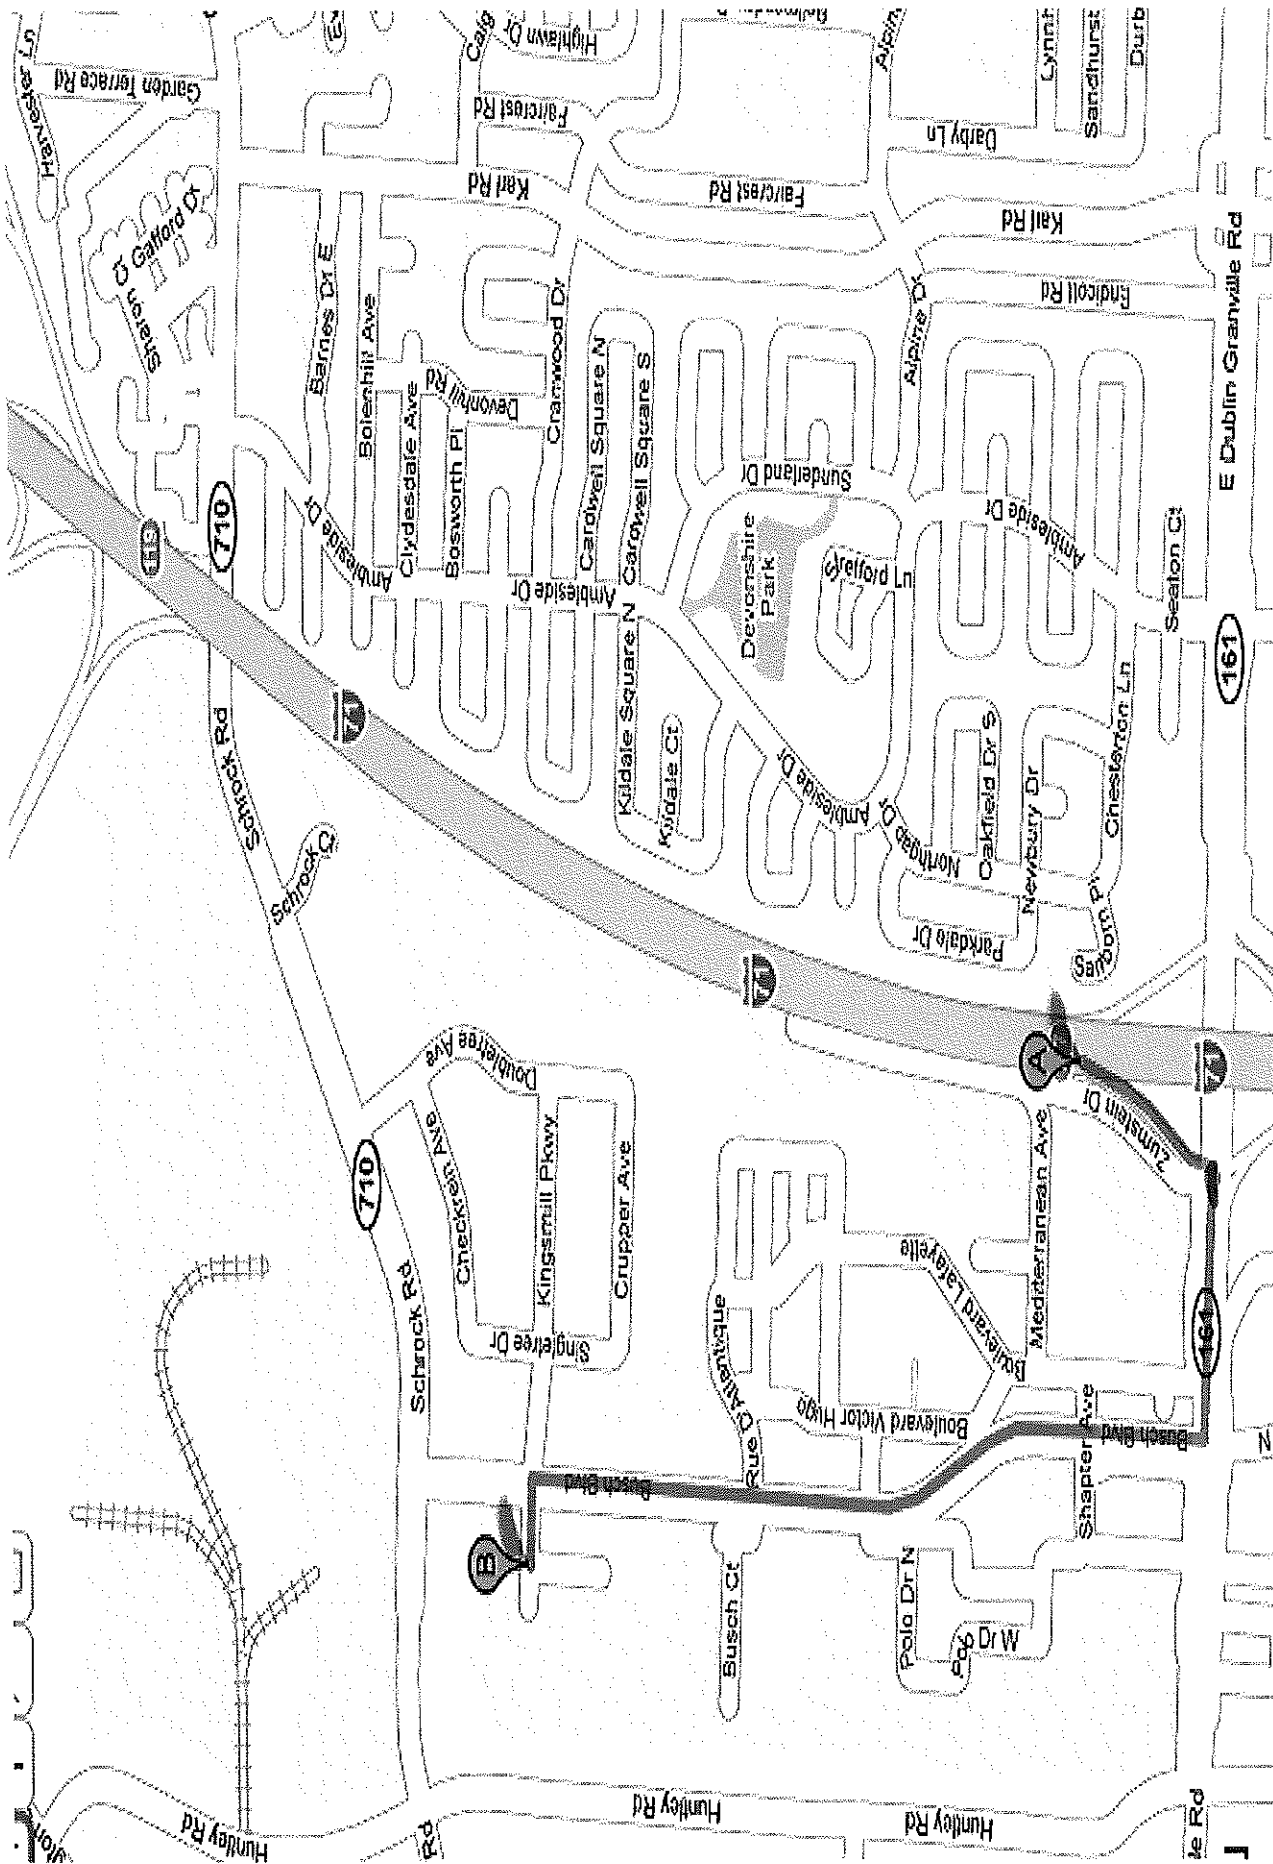 Harvester Ln
Garden Terrace Rd
Highlawn Dr
Faircrest Rd
Darby Ln
Sandhurst
Durb
Karl Rd
Faircrest Rd
Karl Rd
Gafford Dr
Sharon Ct
Barnes Dr E
Bolenhill Ave
Clydesdale Ave
Bosworth Pl
Devonhill Rd
Cranwood Dr
Cardwell Square N
Cardwell Square S
Sunderland Dr
Alpine Dr
Endicott Rd
E Dublin Granville Rd
710
Ambleside Dr
Ambleside Dr
Devonshire
Park
Strafford Ln
Ambleside Dr
Seaton Ct
161
71
Schrock Rd
Schrock Ct
Kildale Square N
Kildale Ct
Ambleside Dr
Northgap Dr
Oakfield Dr S
Newbury Dr
Chesterton Ln
Parkdale Dr
Sanborn Pl
71
A
71
Doubletree Ave
Checkrein Ave
Kingsmill Pkwy
Crupper Ave
710
Schrock Rd
Singletree Dr
Zumstein Dr
Mediterranean Ave
Boulevard Lafayette
Rue D'Atlantique
Boulevard Victor Hugo
161
Busch Blvd
Shapter Ave
Busch Blvd
N
B
Busch Ct
Polo Dr N
Polo Dr W
Huntley Rd
Rd
Huntley Rd
Huntley Rd
le Rd